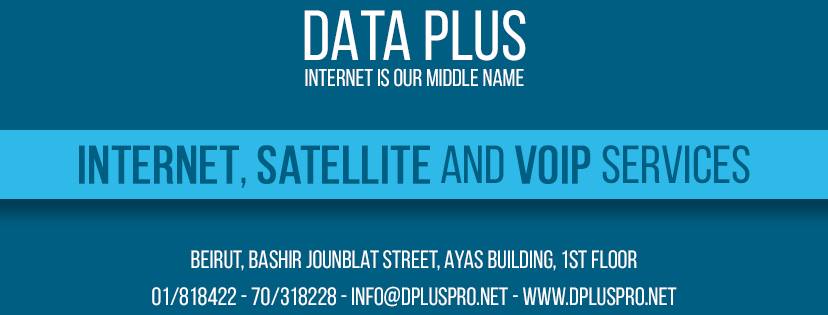 DATA PLUS
INTERNET IS OUR MIDDLE NAME
INTERNET, SATELLITE AND VOIP SERVICES
BEIRUT, BASHIR JOUNBLAT STREET, AYAS BUILDING, 1ST FLOOR
01/818422 - 70/318228 - INFO@DPLUSPRO.NET - WWW.DPLUSPRO.NET